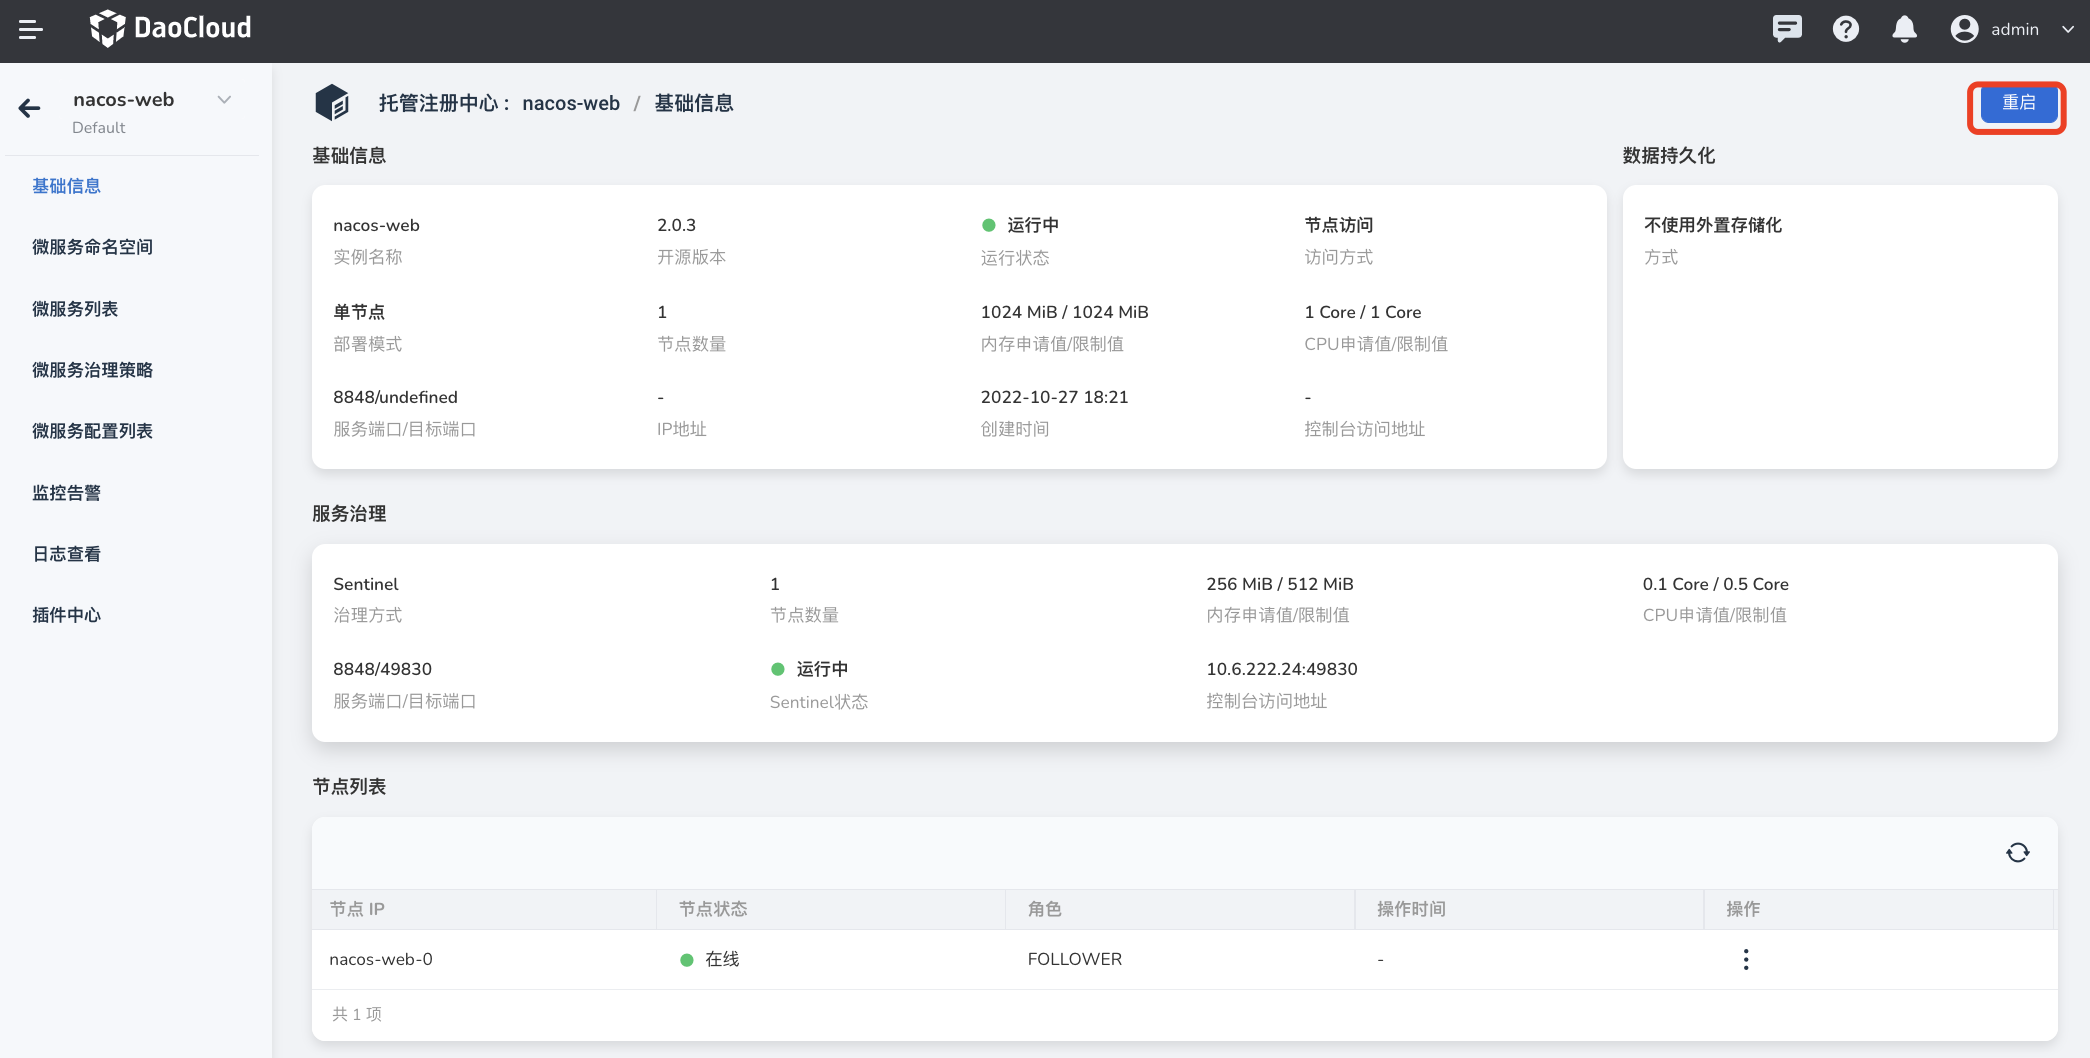 DaoCloud
admin
nacos-web
Default
基础信息
微服务命名空间
微服务列表
微服务治理策略
微服务配置列表
监控告警
日志查看
插件中心
托管注册中心： nacos-web / 基础信息
重启
基础信息
nacos-web
实例名称
2.0.3
开源版本
运行中
运行状态
节点访问
访问方式
单节点
部署模式
1
节点数量
1024 MiB / 1024 MiB
内存申请值/限制值
1 Core / 1 Core
CPU申请值/限制值
8848/undefined
服务端口/目标端口
-
IP地址
2022-10-27 18:21
创建时间
-
控制台访问地址
数据持久化
不使用外置存储化
方式
服务治理
Sentinel
治理方式
1
节点数量
256 MiB / 512 MiB
内存申请值/限制值
0.1 Core / 0.5 Core
CPU申请值/限制值
8848/49830
服务端口/目标端口
运行中
Sentinel状态
10.6.222.24:49830
控制台访问地址
节点列表
节点 IP 节点状态 角色 操作时间 操作
nacos-web-0 在线 FOLLOWER -
共 1 项